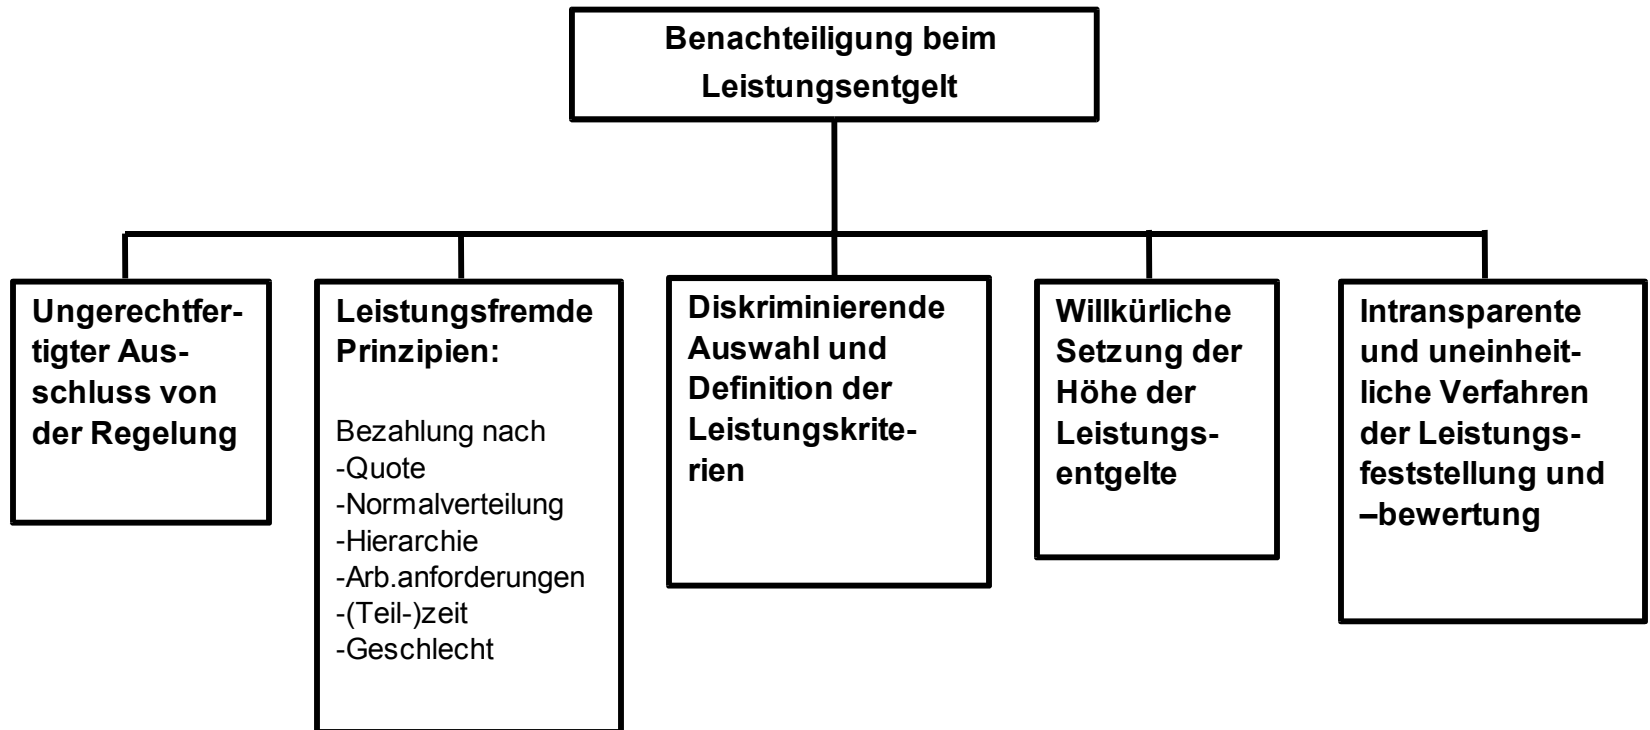 Benachteiligung beim
Leistungsentgelt
Ungerechtfer-
tigter Aus-
schluss von
der Regelung
Leistungsfremde
Prinzipien:
Bezahlung nach
-Quote
-Normalverteilung
-Hierarchie
-Arb.anforderungen
-(Teil-)zeit
-Geschlecht
Diskriminierende
Auswahl und
Definition der
Leistungskrite-
rien
Willkürliche
Setzung der
Höhe der
Leistungs-
entgelte
Intransparente
und uneinheit-
liche Verfahren
der Leistungs-
feststellung und
–bewertung